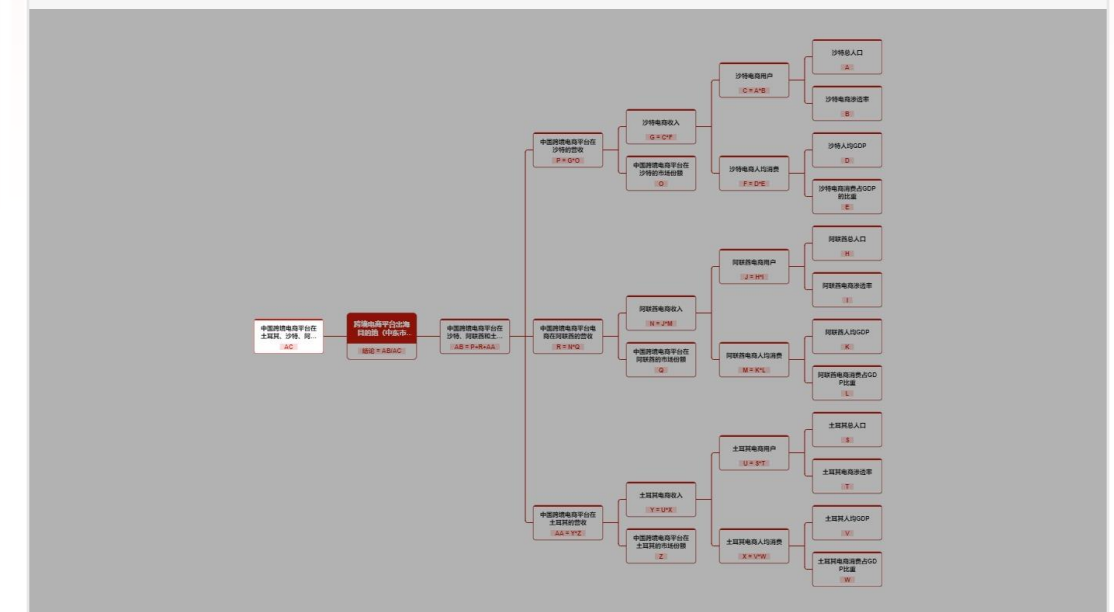 中国跨境电商平台在
土耳其、沙特、阿...
AC
跨境电商平台出海
目的地（中东市...
结论 = AB/AC
中国跨境电商平台在
沙特、阿联酋和土...
AB = P+R+AA
中国跨境电商平台在
沙特的营收
P = G*O
沙特电商收入
G = C*F
中国跨境电商平台在
沙特的市场份额
O
沙特电商用户
C = A*B
沙特总人口
A
沙特电商渗透率
B
沙特电商人均消费
F = D*E
沙特人均GDP
D
沙特电商消费占GDP
的比重
E
中国跨境电商平台电
商在阿联酋的营收
R = N*Q
阿联酋电商收入
N = J*M
中国跨境电商平台在
阿联酋的市场份额
Q
阿联酋电商用户
J = H*I
阿联酋总人口
H
阿联酋电商渗透率
I
阿联酋电商人均消费
M = K*L
阿联酋人均GDP
K
阿联酋电商消费占GD
P比重
L
中国跨境电商平台在
土耳其的营收
AA = Y*Z
土耳其电商收入
Y = U*X
中国跨境电商平台在
土耳其的市场份额
Z
土耳其电商用户
U = S*T
土耳其总人口
S
土耳其电商渗透率
T
土耳其电商人均消费
X = V*W
土耳其人均GDP
V
土耳其电商消费占GD
P比重
W